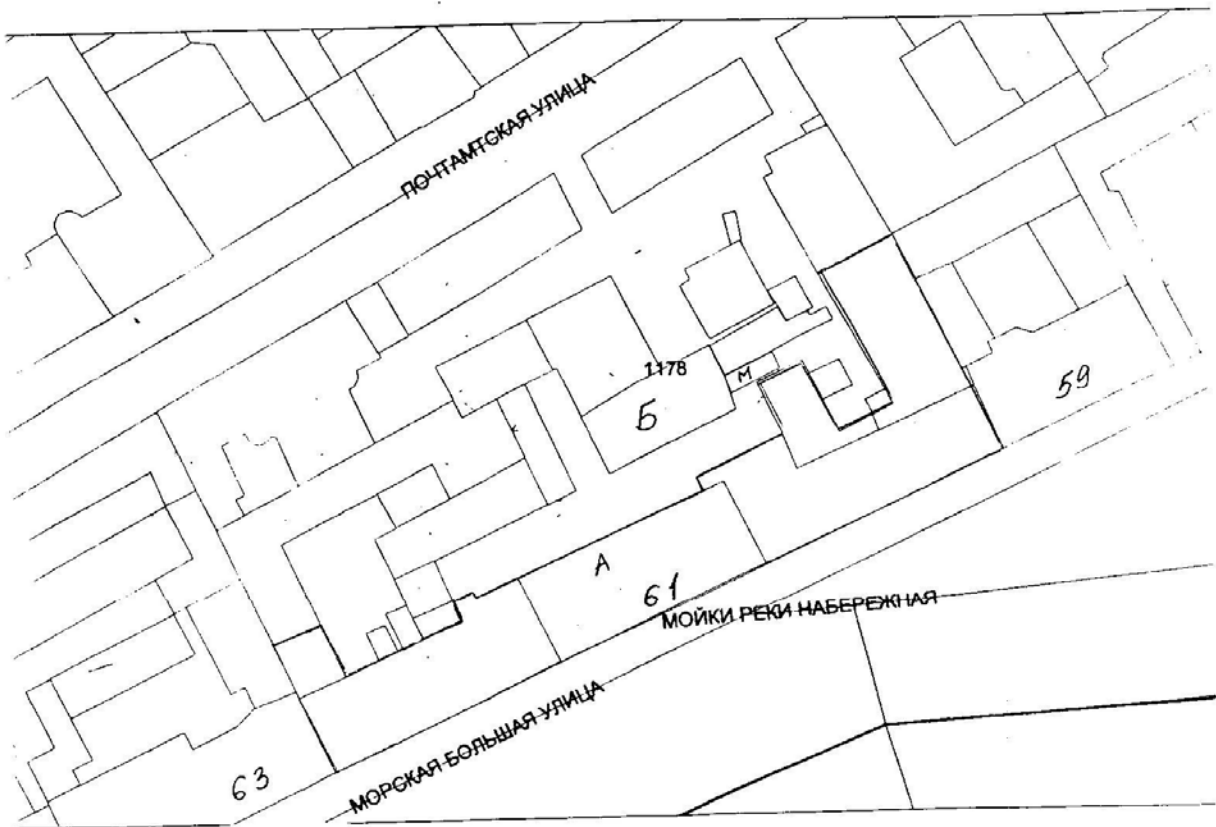 ПОЧТАМТСКАЯ УЛИЦА
1178
М
Б
59
А
61
МОЙКИ РЕКИ НАБЕРЕЖНАЯ
МОРСКАЯ БОЛЬШАЯ УЛИЦА
63